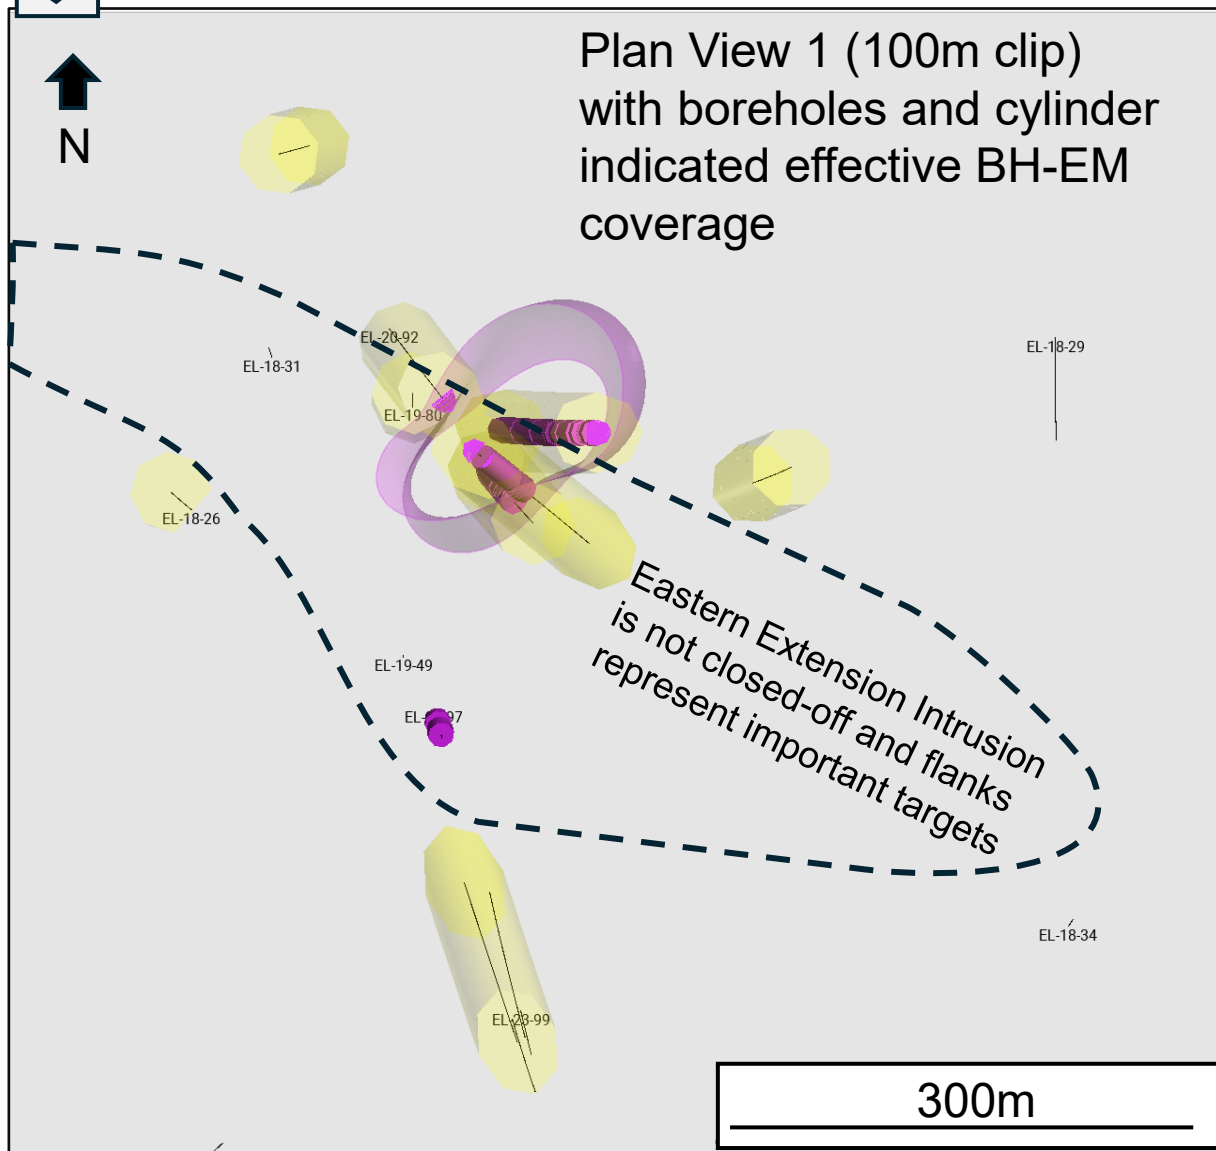 Plan View 1 (100m clip)
with boreholes and cylinder
indicated effective BH-EM
coverage
N
EL-20-92
EL-18-31
EL-18-29
EL-19-80
EL-18-26
Eastern Extension Intrusion
is not closed-off and flanks
represent important targets
EL-19-49
EL-18-34
EL-23-99
300m